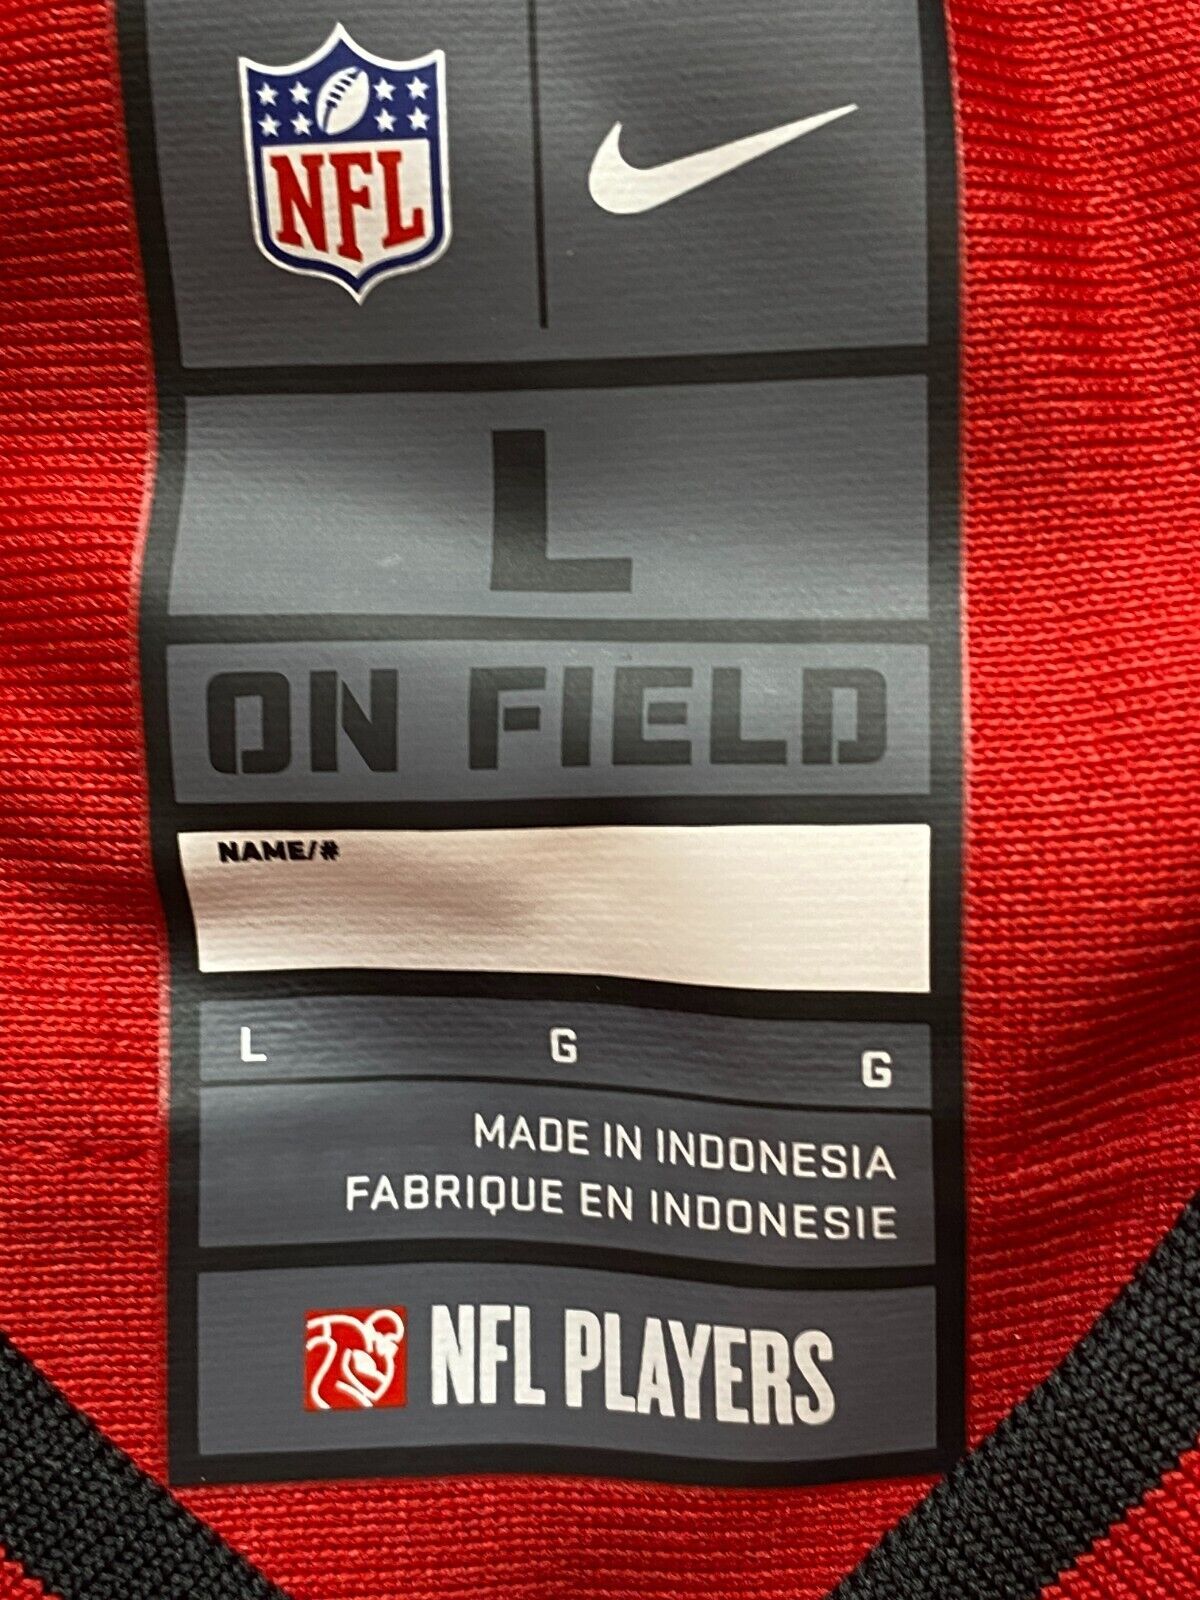 NFL
L
ON FIELD
NAME/#
L G G
MADE IN INDONESIA
FABRIQUE EN INDONESIE
NFL PLAYERS